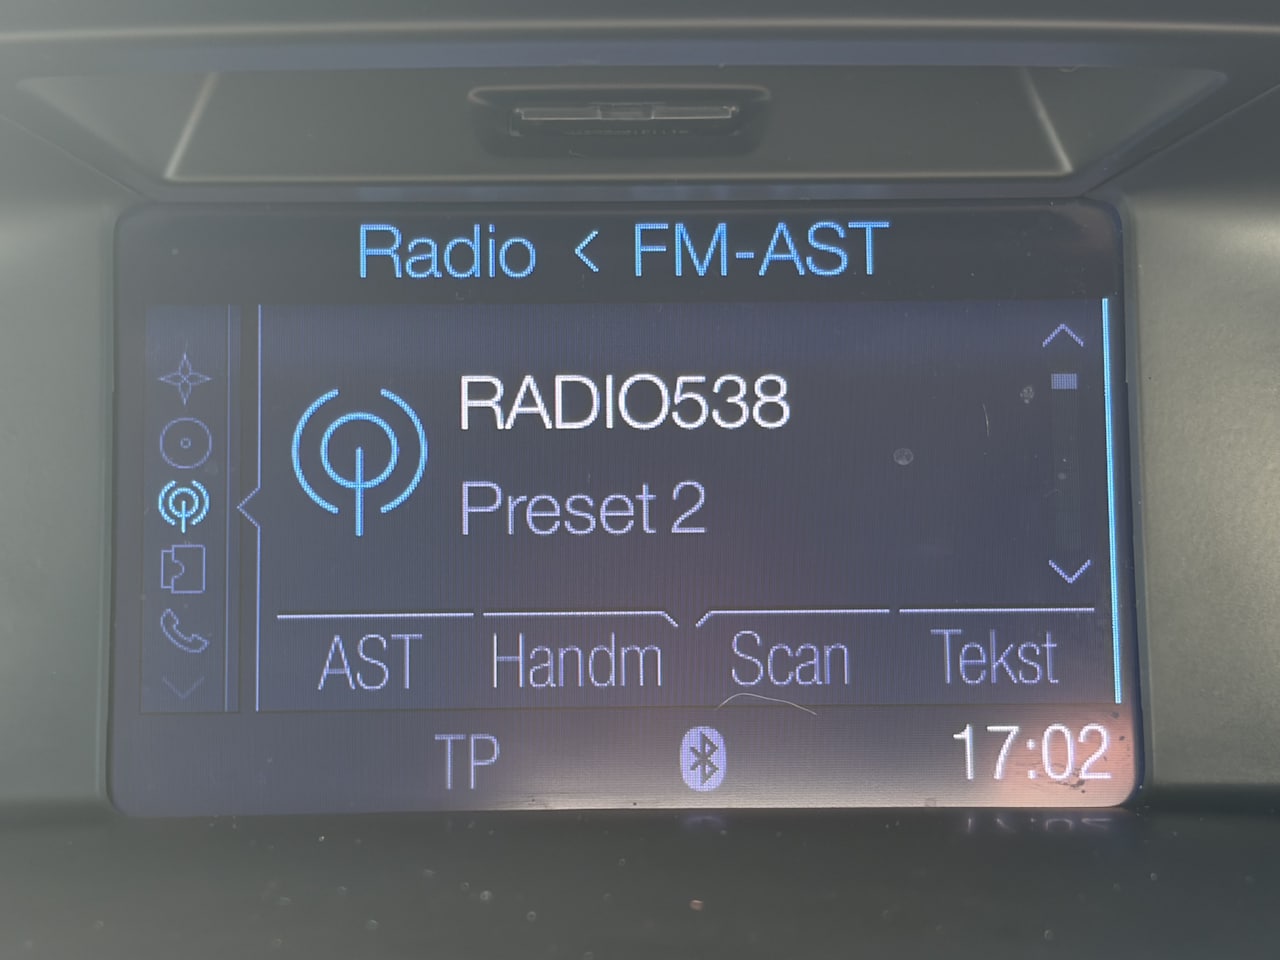 Radio < FM-AST
RADIO538
Preset 2
AST Handm Scan Tekst
TP 17:02